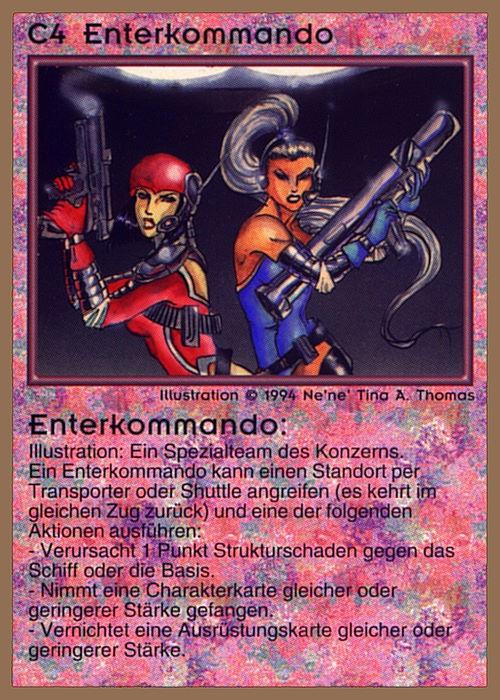 C4 Enterkommando
Illustration © 1994 Ne'ne' Tina A. Thomas
Enterkommando:
Illustration: Ein Spezialteam des Konzerns.
Ein Enterkommando kann einen Standort per
Transporter oder Shuttle angreifen (es kehrt im
gleichen Zug zurück) und eine der folgenden
Aktionen ausführen:
- Verursacht 1 Punkt Strukturschaden gegen das
Schiff oder die Basis.
- Nimmt eine Charakterkarte gleicher oder
geringerer Stärke gefangen.
- Vernichtet eine Ausrüstungskarte gleicher oder
geringerer Stärke.